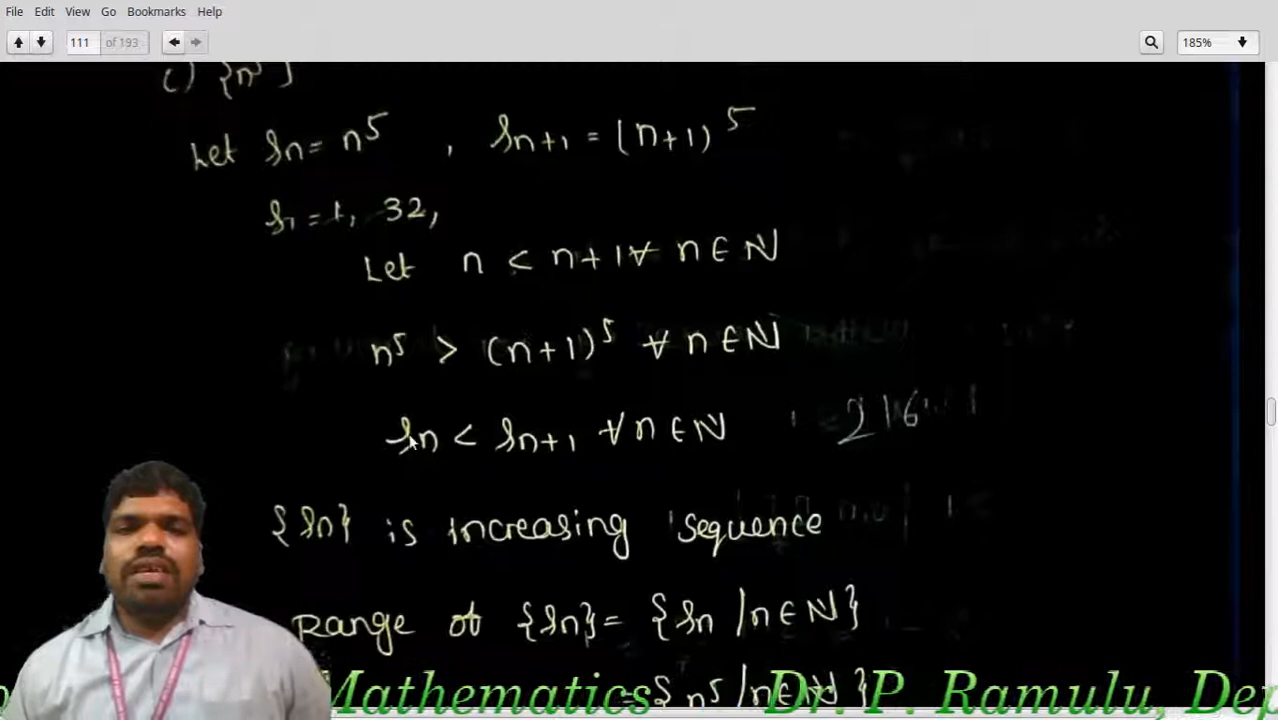 File Edit View Go Bookmarks Help
111 of 193 185%
c) {n⁵}
Let Sn = n⁵ , Sn+1 = (n+1)⁵
S1 = 1, 32,
Let n < n+1 ∀ n ∈ N
n⁵ > (n+1)⁵ ∀ n ∈ N
Sn < Sn+1 ∀ n ∈ N 216
{Sn} is increasing sequence
Range of {Sn} = {Sn / n ∈ N}
= { n⁵ / n ∈ N }
Mathematics Dr. P. Ramulu, Dep